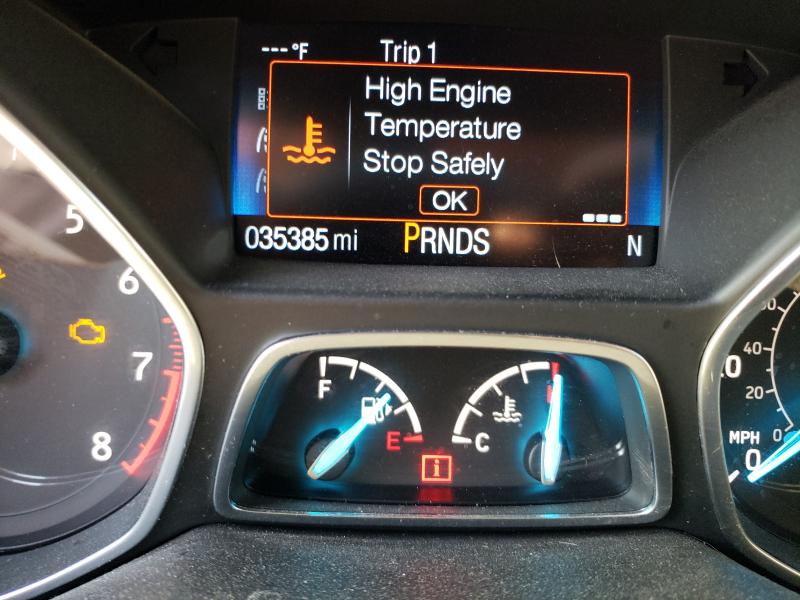 ---°F Trip 1
High Engine
Temperature
Stop Safely
OK
035385 mi PRNDS N
5
6
7
8
F
E
C
i
40
20
0
MPH 0